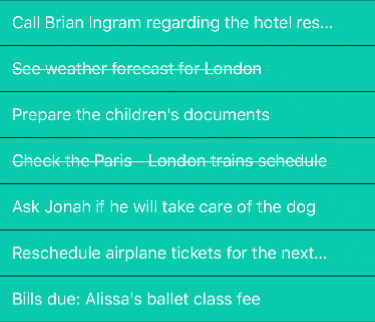 Call Brian Ingram regarding the hotel res...
See weather forecast for London
Prepare the children's documents
Check the Paris - London trains schedule
Ask Jonah if he will take care of the dog
Reschedule airplane tickets for the next...
Bills due: Alissa's ballet class fee